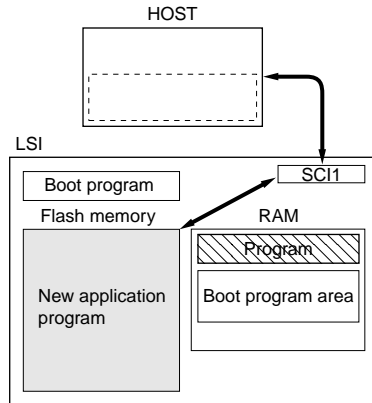 HOST
LSI
SCI1
Boot program
Flash memory
RAM
Program
Boot program area
New application
program